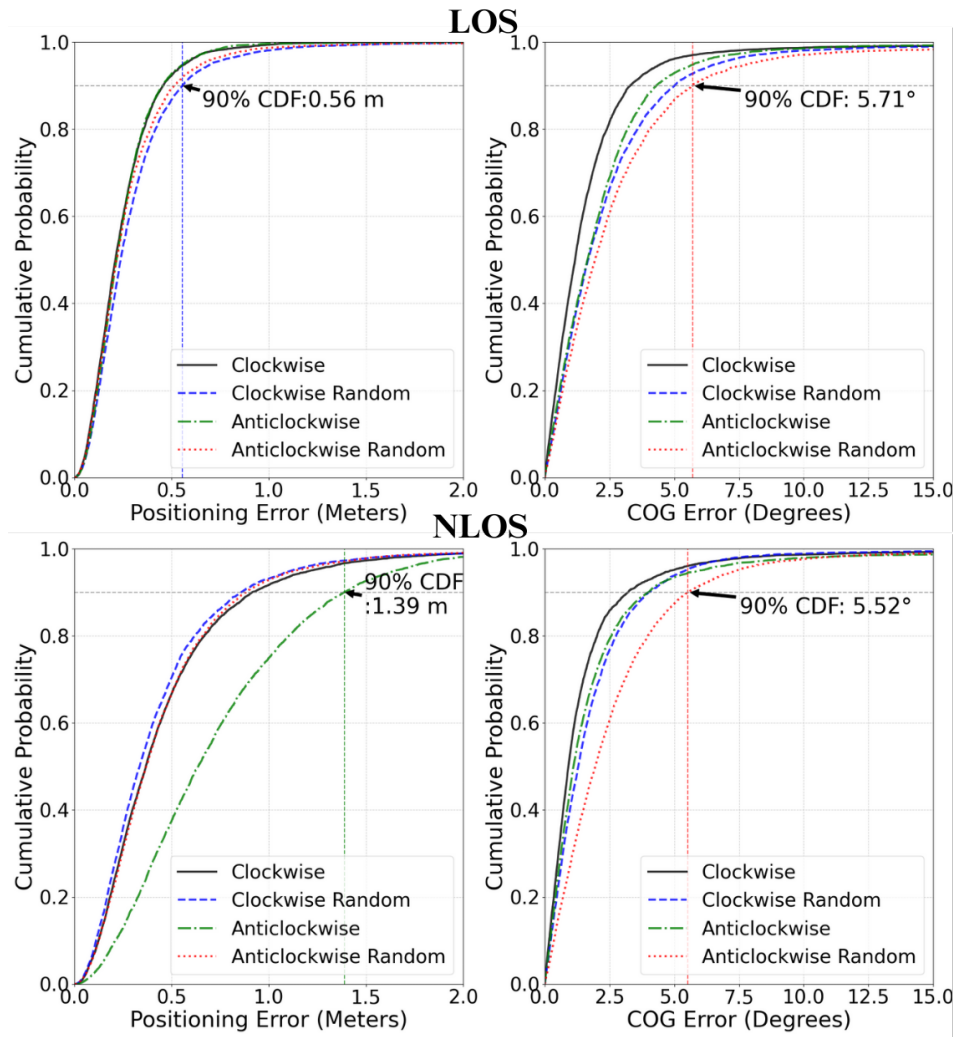 LOS
1.0
0.8
0.6
0.4
0.2
0.0
Cumulative Probability
90% CDF:0.56 m
Clockwise
Clockwise Random
Anticlockwise
Anticlockwise Random
0.0 0.5 1.0 1.5 2.0
Positioning Error (Meters)
1.0
0.8
0.6
0.4
0.2
0.0
Cumulative Probability
90% CDF: 5.71°
Clockwise
Clockwise Random
Anticlockwise
Anticlockwise Random
0.0 2.5 5.0 7.5 10.0 12.5 15.0
COG Error (Degrees)
NLOS
1.0
0.8
0.6
0.4
0.2
0.0
Cumulative Probability
90% CDF
:1.39 m
Clockwise
Clockwise Random
Anticlockwise
Anticlockwise Random
0.0 0.5 1.0 1.5 2.0
Positioning Error (Meters)
1.0
0.8
0.6
0.4
0.2
0.0
Cumulative Probability
90% CDF: 5.52°
Clockwise
Clockwise Random
Anticlockwise
Anticlockwise Random
0.0 2.5 5.0 7.5 10.0 12.5 15.0
COG Error (Degrees)